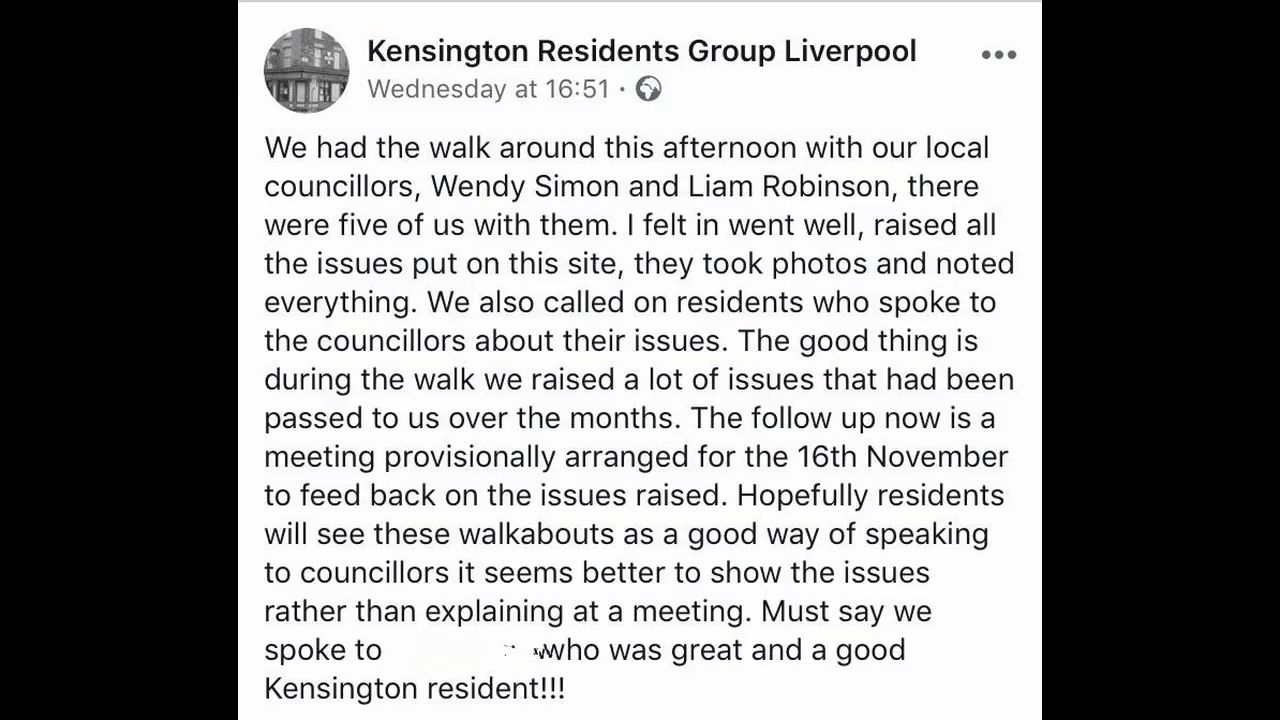 Kensington Residents Group Liverpool
Wednesday at 16:51 ·
We had the walk around this afternoon with our local
councillors, Wendy Simon and Liam Robinson, there
were five of us with them. I felt in went well, raised all
the issues put on this site, they took photos and noted
everything. We also called on residents who spoke to
the councillors about their issues. The good thing is
during the walk we raised a lot of issues that had been
passed to us over the months. The follow up now is a
meeting provisionally arranged for the 16th November
to feed back on the issues raised. Hopefully residents
will see these walkabouts as a good way of speaking
to councillors it seems better to show the issues
rather than explaining at a meeting. Must say we
spoke to who was great and a good
Kensington resident!!!